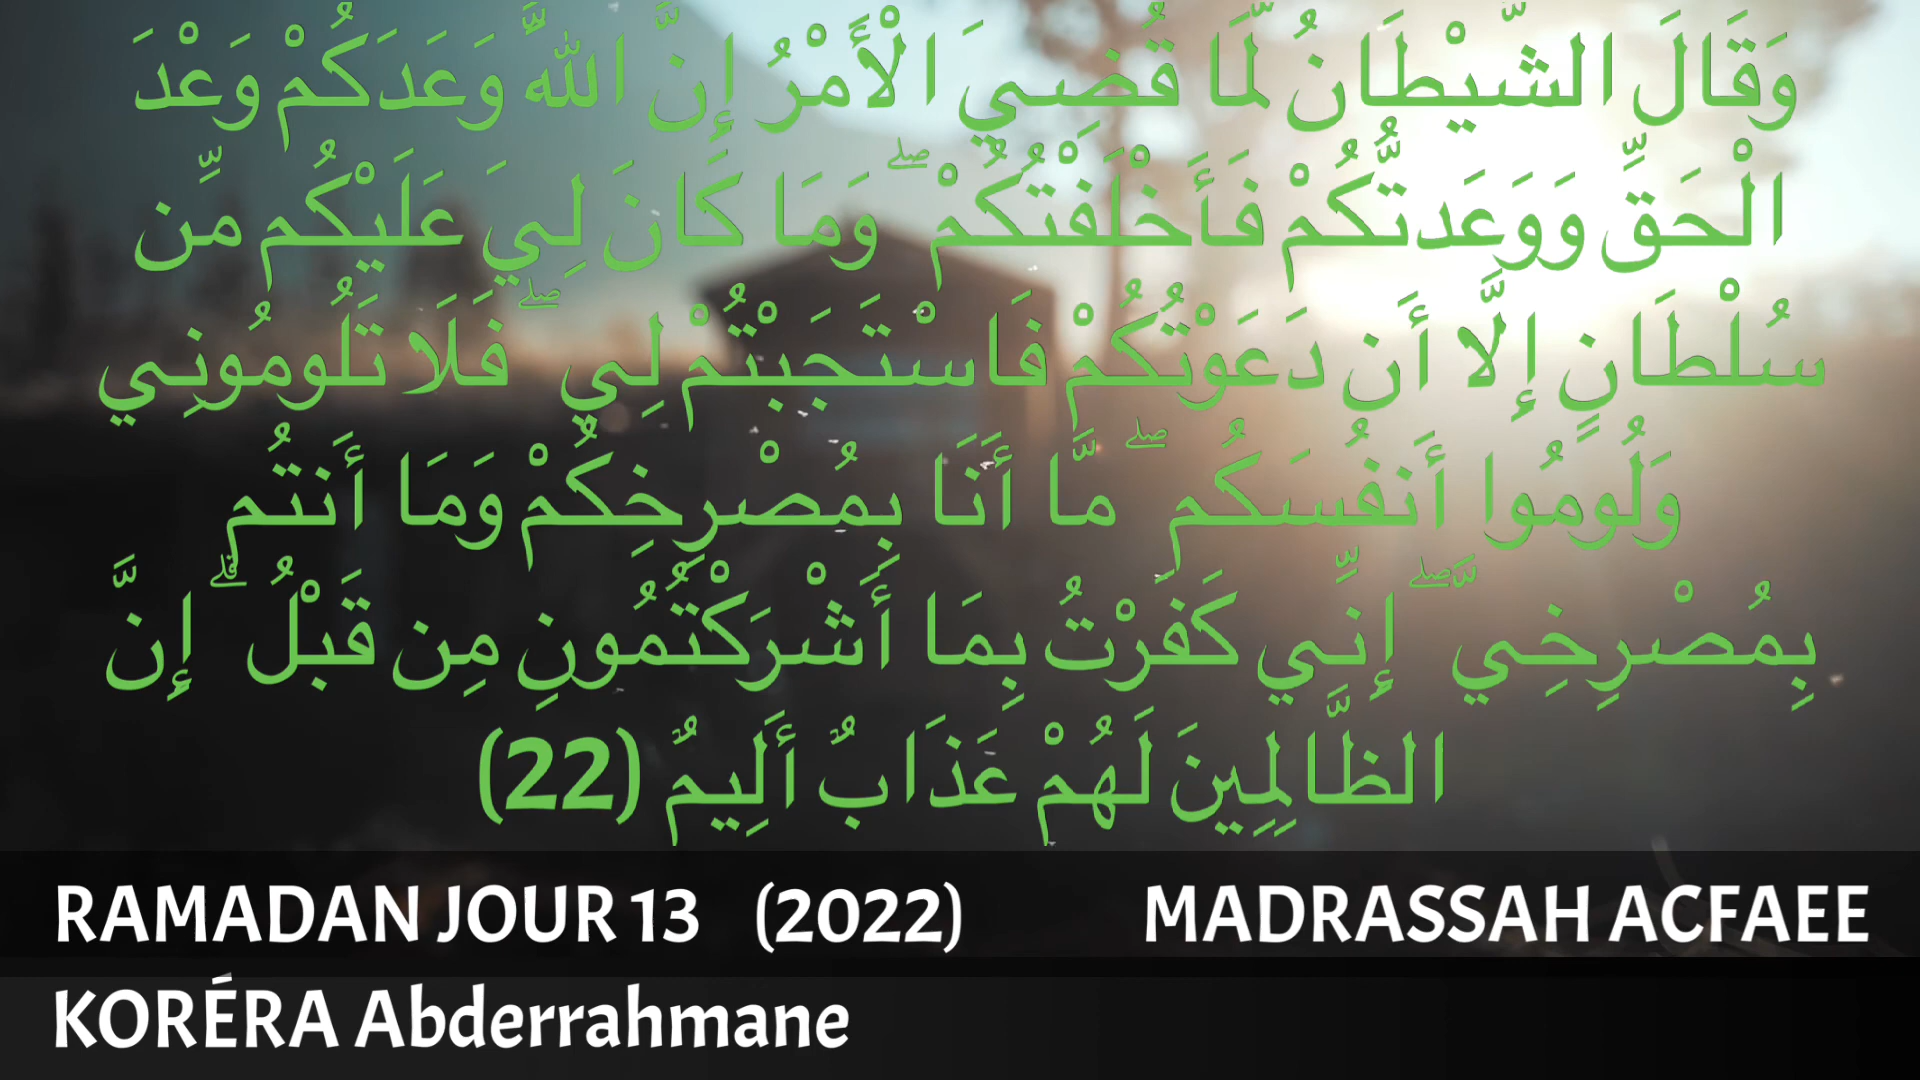 وَقَالَ الشَّيْطَانُ لَمَّا قُضِيَ الْأَمْرُ إِنَّ اللَّهَ وَعَدَكُمْ وَعْدَ
الْحَقِّ وَوَعَدتُّكُمْ فَأَخْلَفْتُكُمْ ۖ وَمَا كَانَ لِيَ عَلَيْكُم مِّن
سُلْطَانٍ إِلَّا أَن دَعَوْتُكُمْ فَاسْتَجَبْتُمْ لِي ۖ فَلَا تَلُومُونِي
وَلُومُوا أَنفُسَكُم ۖ مَّا أَنَا بِمُصْرِخِكُمْ وَمَا أَنتُم
بِمُصْرِخِيَّ ۖ إِنِّي كَفَرْتُ بِمَا أَشْرَكْتُمُونِ مِن قَبْلُ ۗ إِنَّ
الظَّالِمِينَ لَهُمْ عَذَابٌ أَلِيمٌ (22)
RAMADAN JOUR 13 (2022) MADRASSAH ACFAEE
KORÉRA Abderrahmane